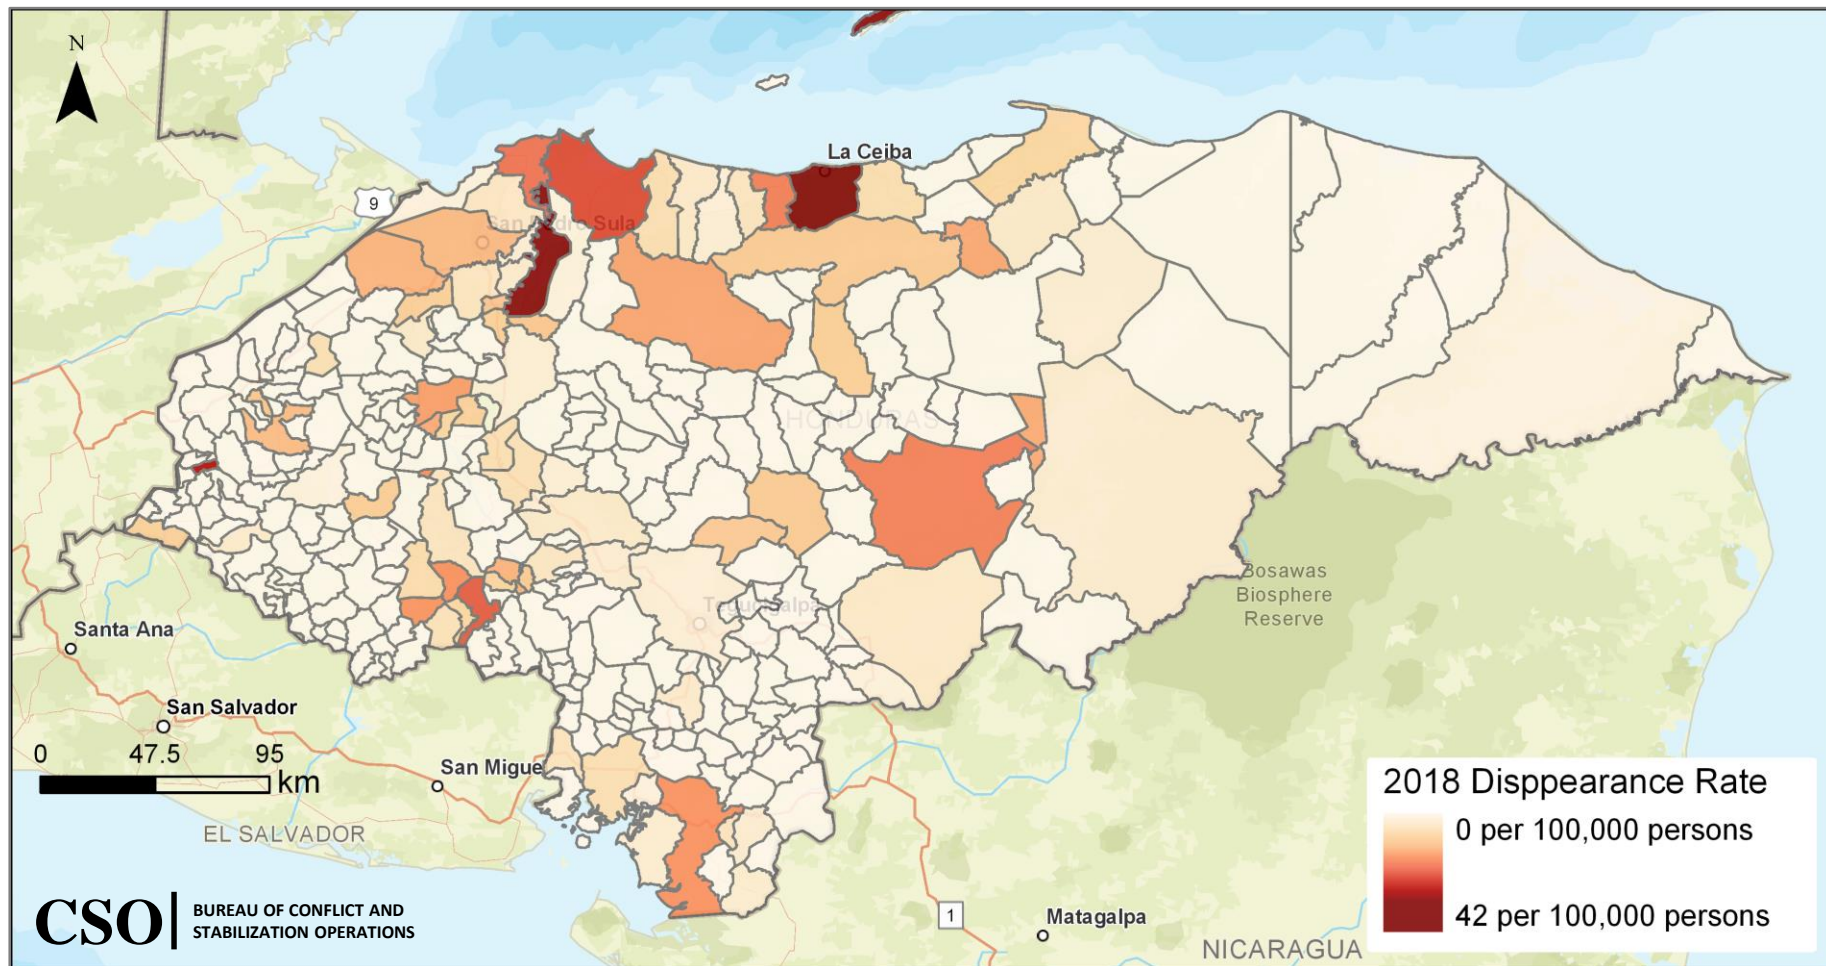 N
La Ceiba
9
San Pedro Sula
HONDURAS
Bosawas
Biosphere
Reserve
Tegucigalpa
Santa Ana
San Salvador
0 47.5 95
km
San Migue
EL SALVADOR
2018 Disppearance Rate
0 per 100,000 persons
42 per 100,000 persons
CSO
BUREAU OF CONFLICT AND
STABILIZATION OPERATIONS
1
Matagalpa
NICARAGUA